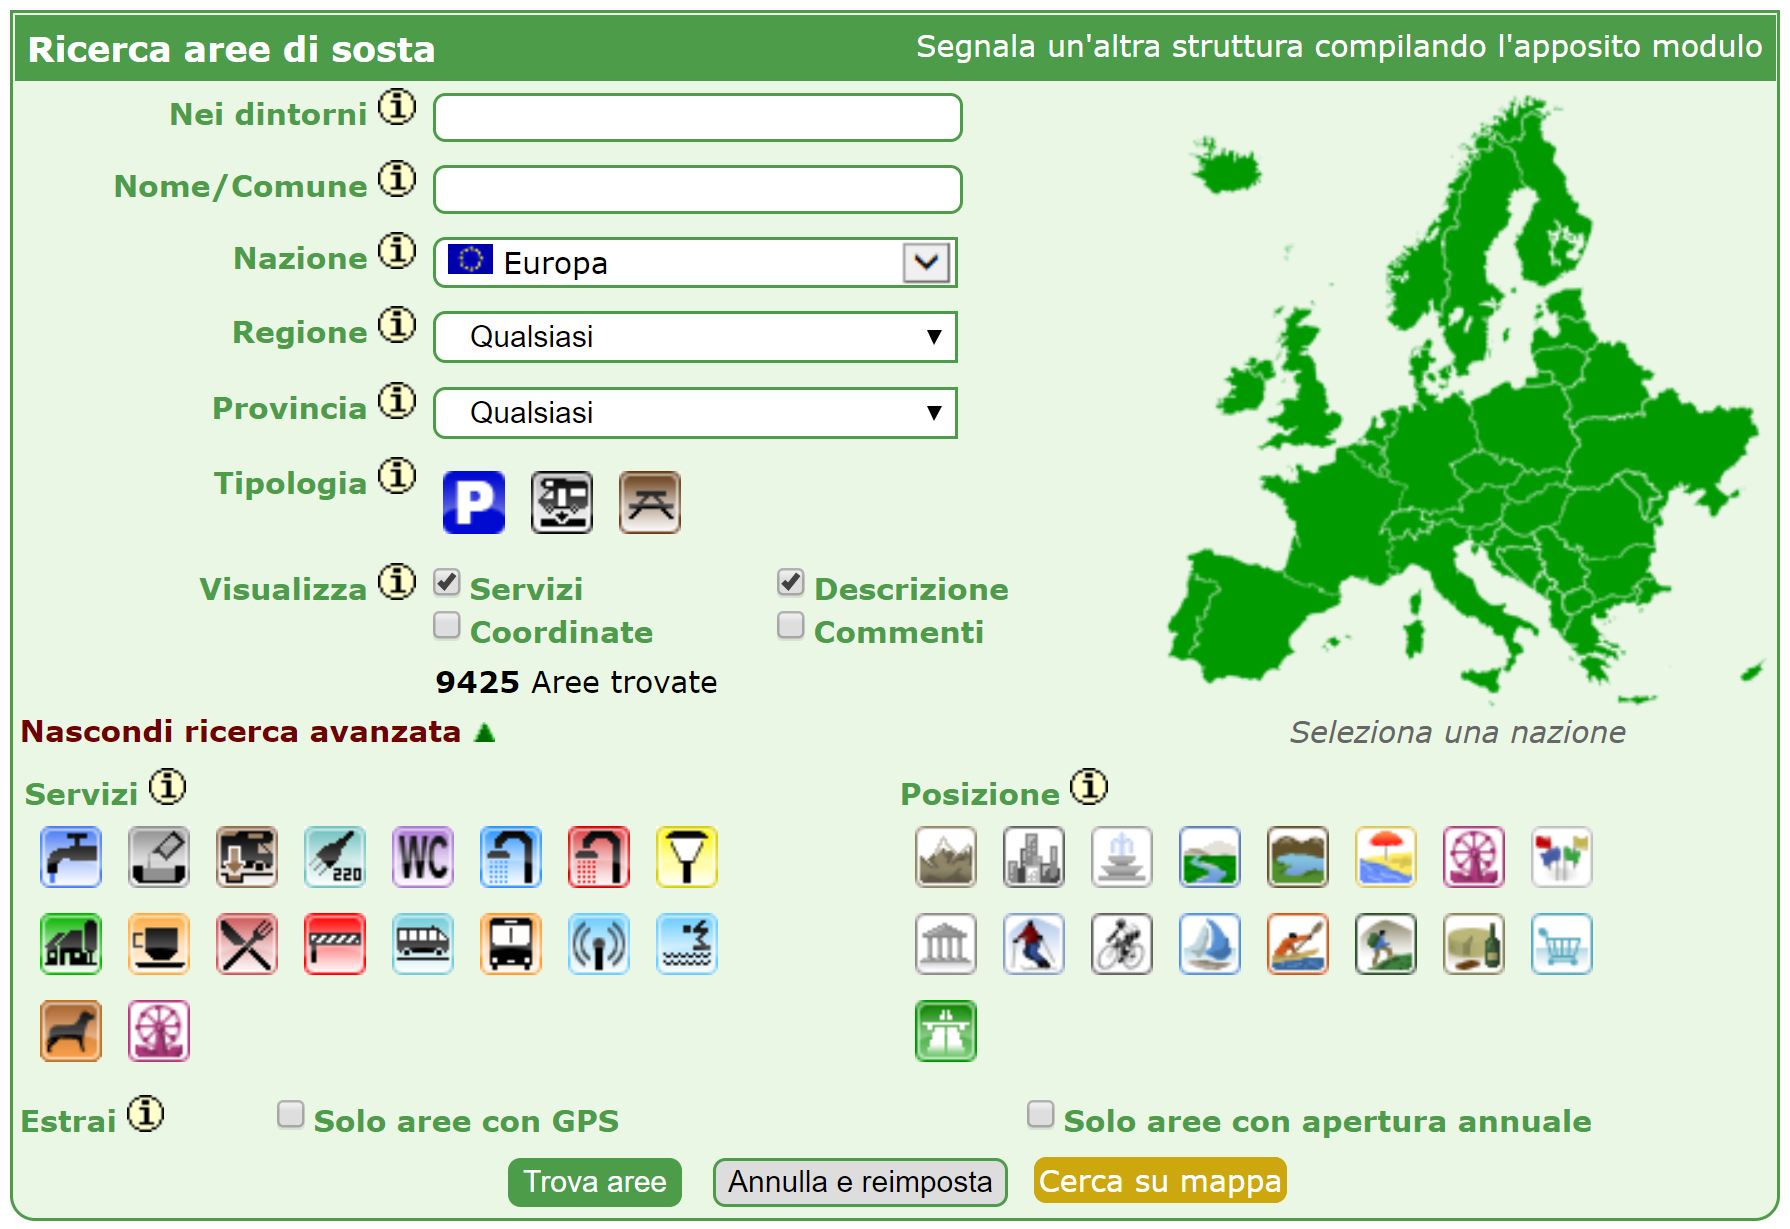 Ricerca aree di sosta
Segnala un'altra struttura compilando l'apposito modulo
Nei dintorni
Nome/Comune
Nazione
Europa
Regione
Qualsiasi
Provincia
Qualsiasi
Tipologia
P
Visualizza
Servizi
Descrizione
Coordinate
Commenti
9425 Aree trovate
Nascondi ricerca avanzata
Seleziona una nazione
Servizi
Posizione
220
WC
Estrai
Solo aree con GPS
Solo aree con apertura annuale
Trova aree
Annulla e reimposta
Cerca su mappa